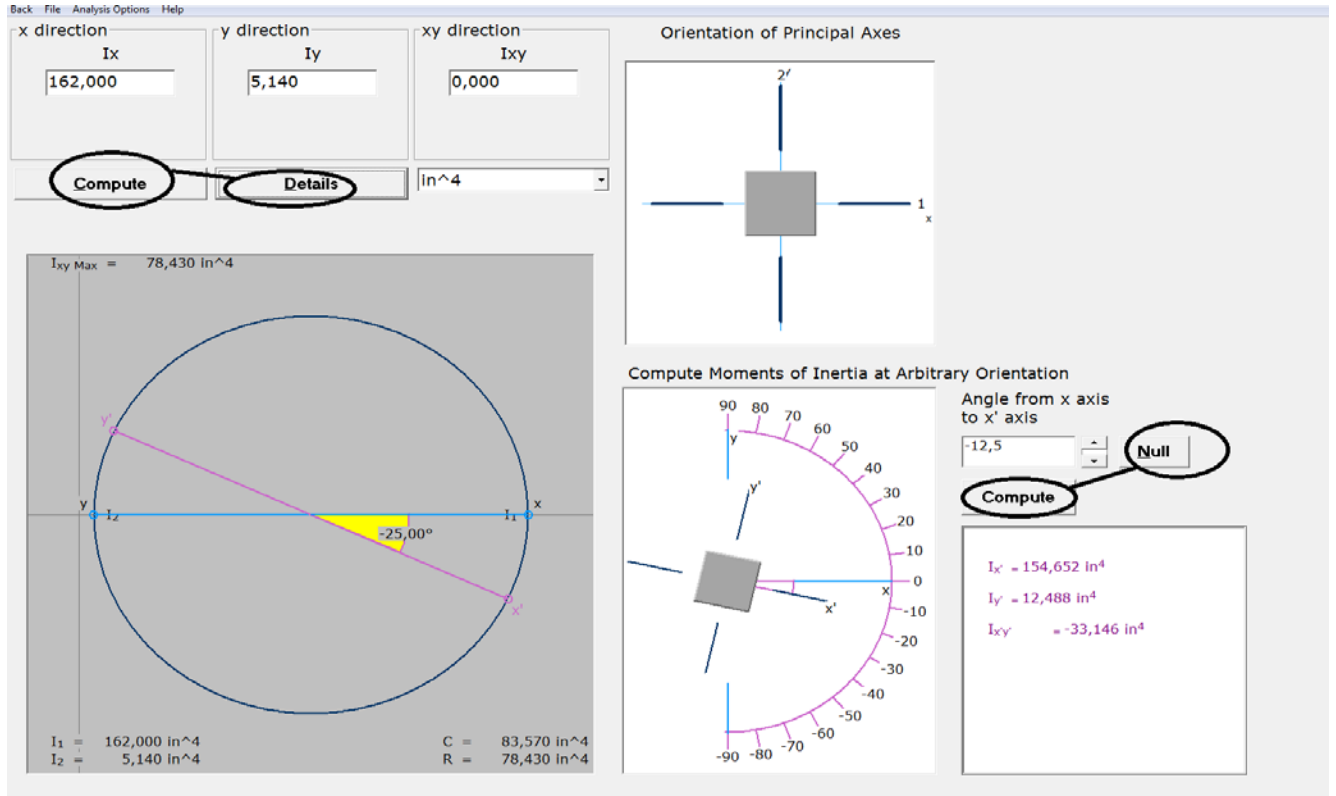 Back File Analysis Options Help
x direction
Ix
162,000
y direction
Iy
5,140
xy direction
Ixy
0,000
Compute
Details
in^4
Orientation of Principal Axes
2'
1
x
Ixy Max = 78,430 in^4
y'
y
I2
I1
x
-25,00°
x'
I1 = 162,000 in^4
I2 = 5,140 in^4
C = 83,570 in^4
R = 78,430 in^4
Compute Moments of Inertia at Arbitrary Orientation
90
80
70
60
50
40
30
20
10
0
-10
-20
-30
-40
-50
-60
-70
-80
-90
y
y'
x
x'
Angle from x axis
to x' axis
-12,5
Null
Compute
Ix' = 154,652 in4
Iy' = 12,488 in4
Ix'y' = -33,146 in4